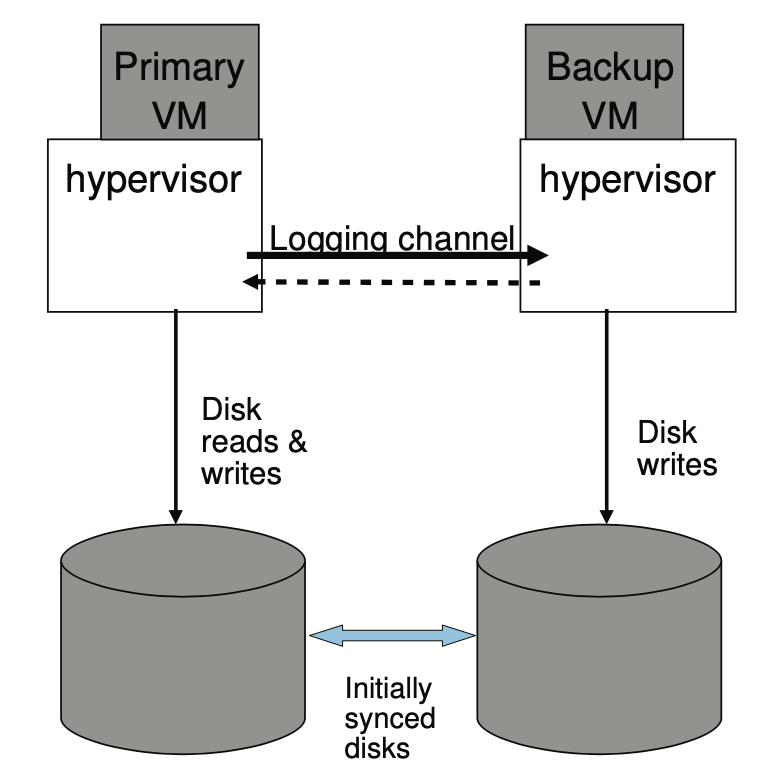 Primary
VM
Backup
VM
hypervisor
hypervisor
Logging channel
Disk
reads &
writes
Disk
writes
Initially
synced
disks